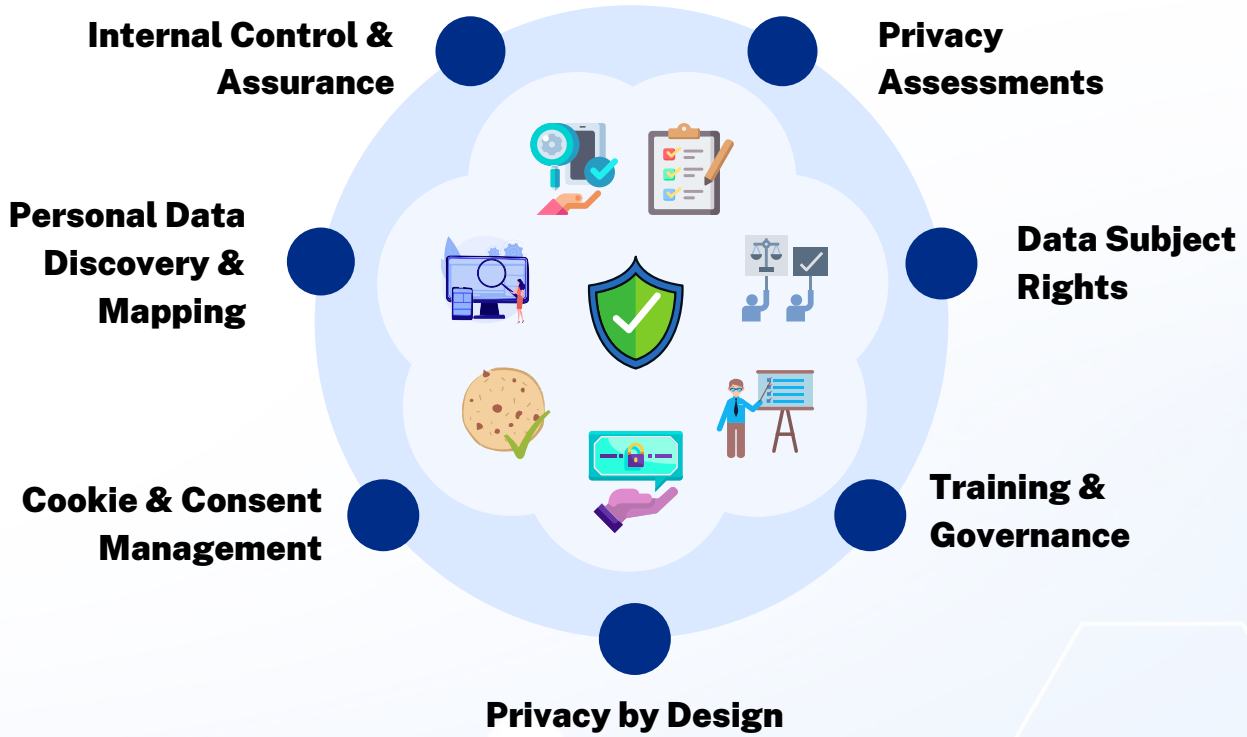 Internal Control &
Assurance
Privacy
Assessments
Personal Data
Discovery &
Mapping
Data Subject
Rights
Cookie & Consent
Management
Training &
Governance
Privacy by Design